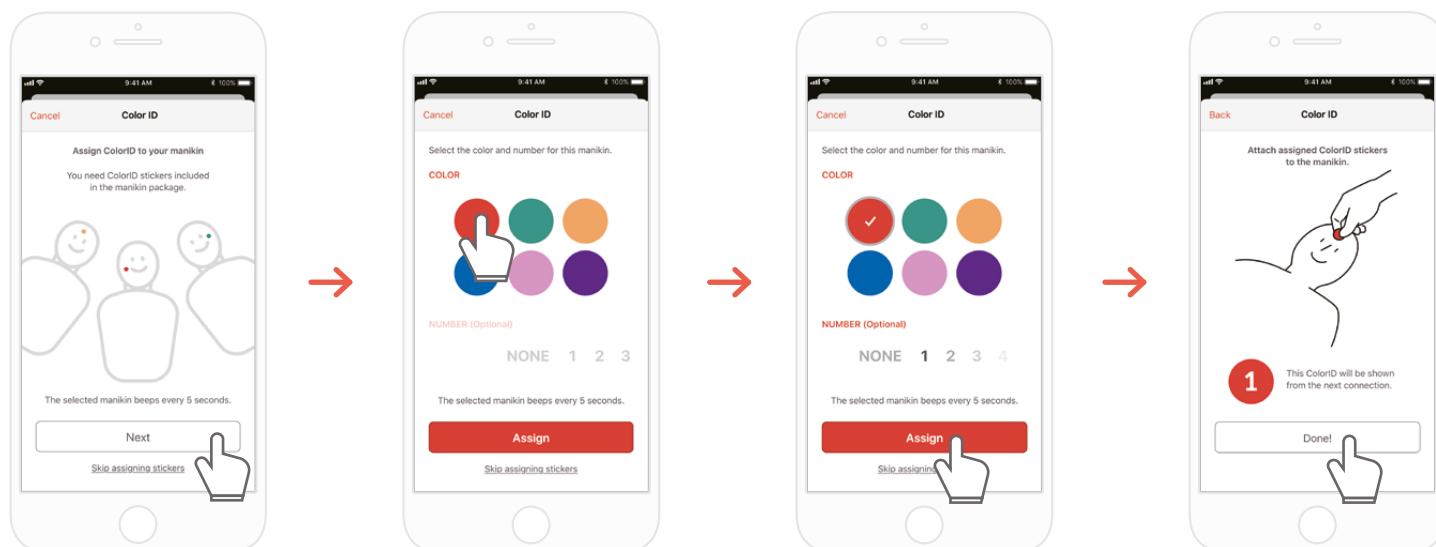 9:41 AM
100%
Cancel
Color ID
Assign ColorID to your manikin
You need ColorID stickers included
in the manikin package.
The selected manikin beeps every 5 seconds.
Next
Skip assigning stickers
9:41 AM
100%
Cancel
Color ID
Select the color and number for this manikin.
COLOR
NUMBER (Optional)
NONE 1 2 3
The selected manikin beeps every 5 seconds.
Assign
Skip assigning stickers
9:41 AM
100%
Cancel
Color ID
Select the color and number for this manikin.
COLOR
NUMBER (Optional)
NONE 1 2 3 4
The selected manikin beeps every 5 seconds.
Assign
Skip assigning
9:41 AM
100%
Back
Color ID
Attach assigned ColorID stickers
to the manikin.
1
This ColorID will be shown
from the next connection.
Done!